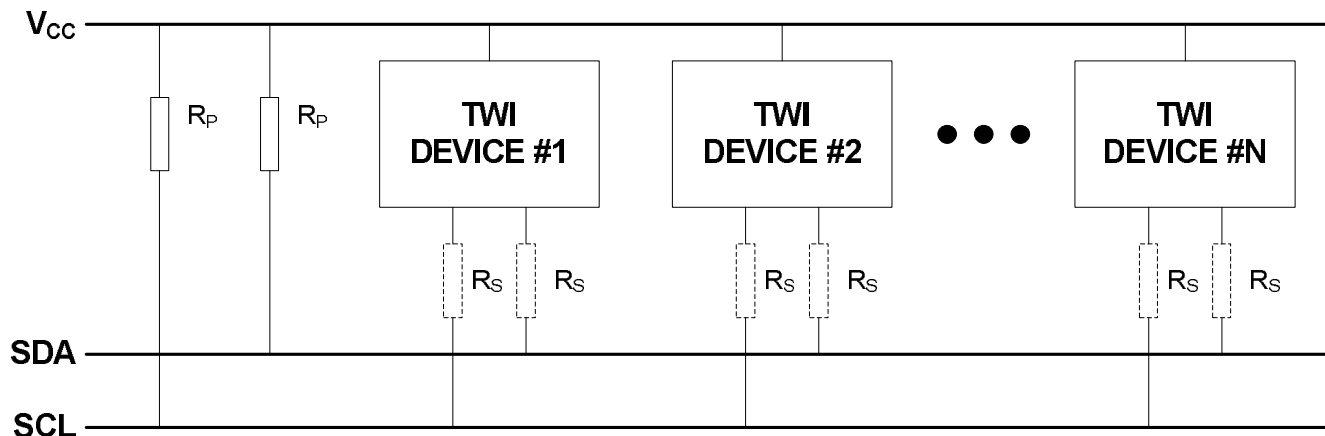 VCC
RP RP
TWI DEVICE #1
TWI DEVICE #2
TWI DEVICE #N
RS RS RS RS RS RS
SDA
SCL